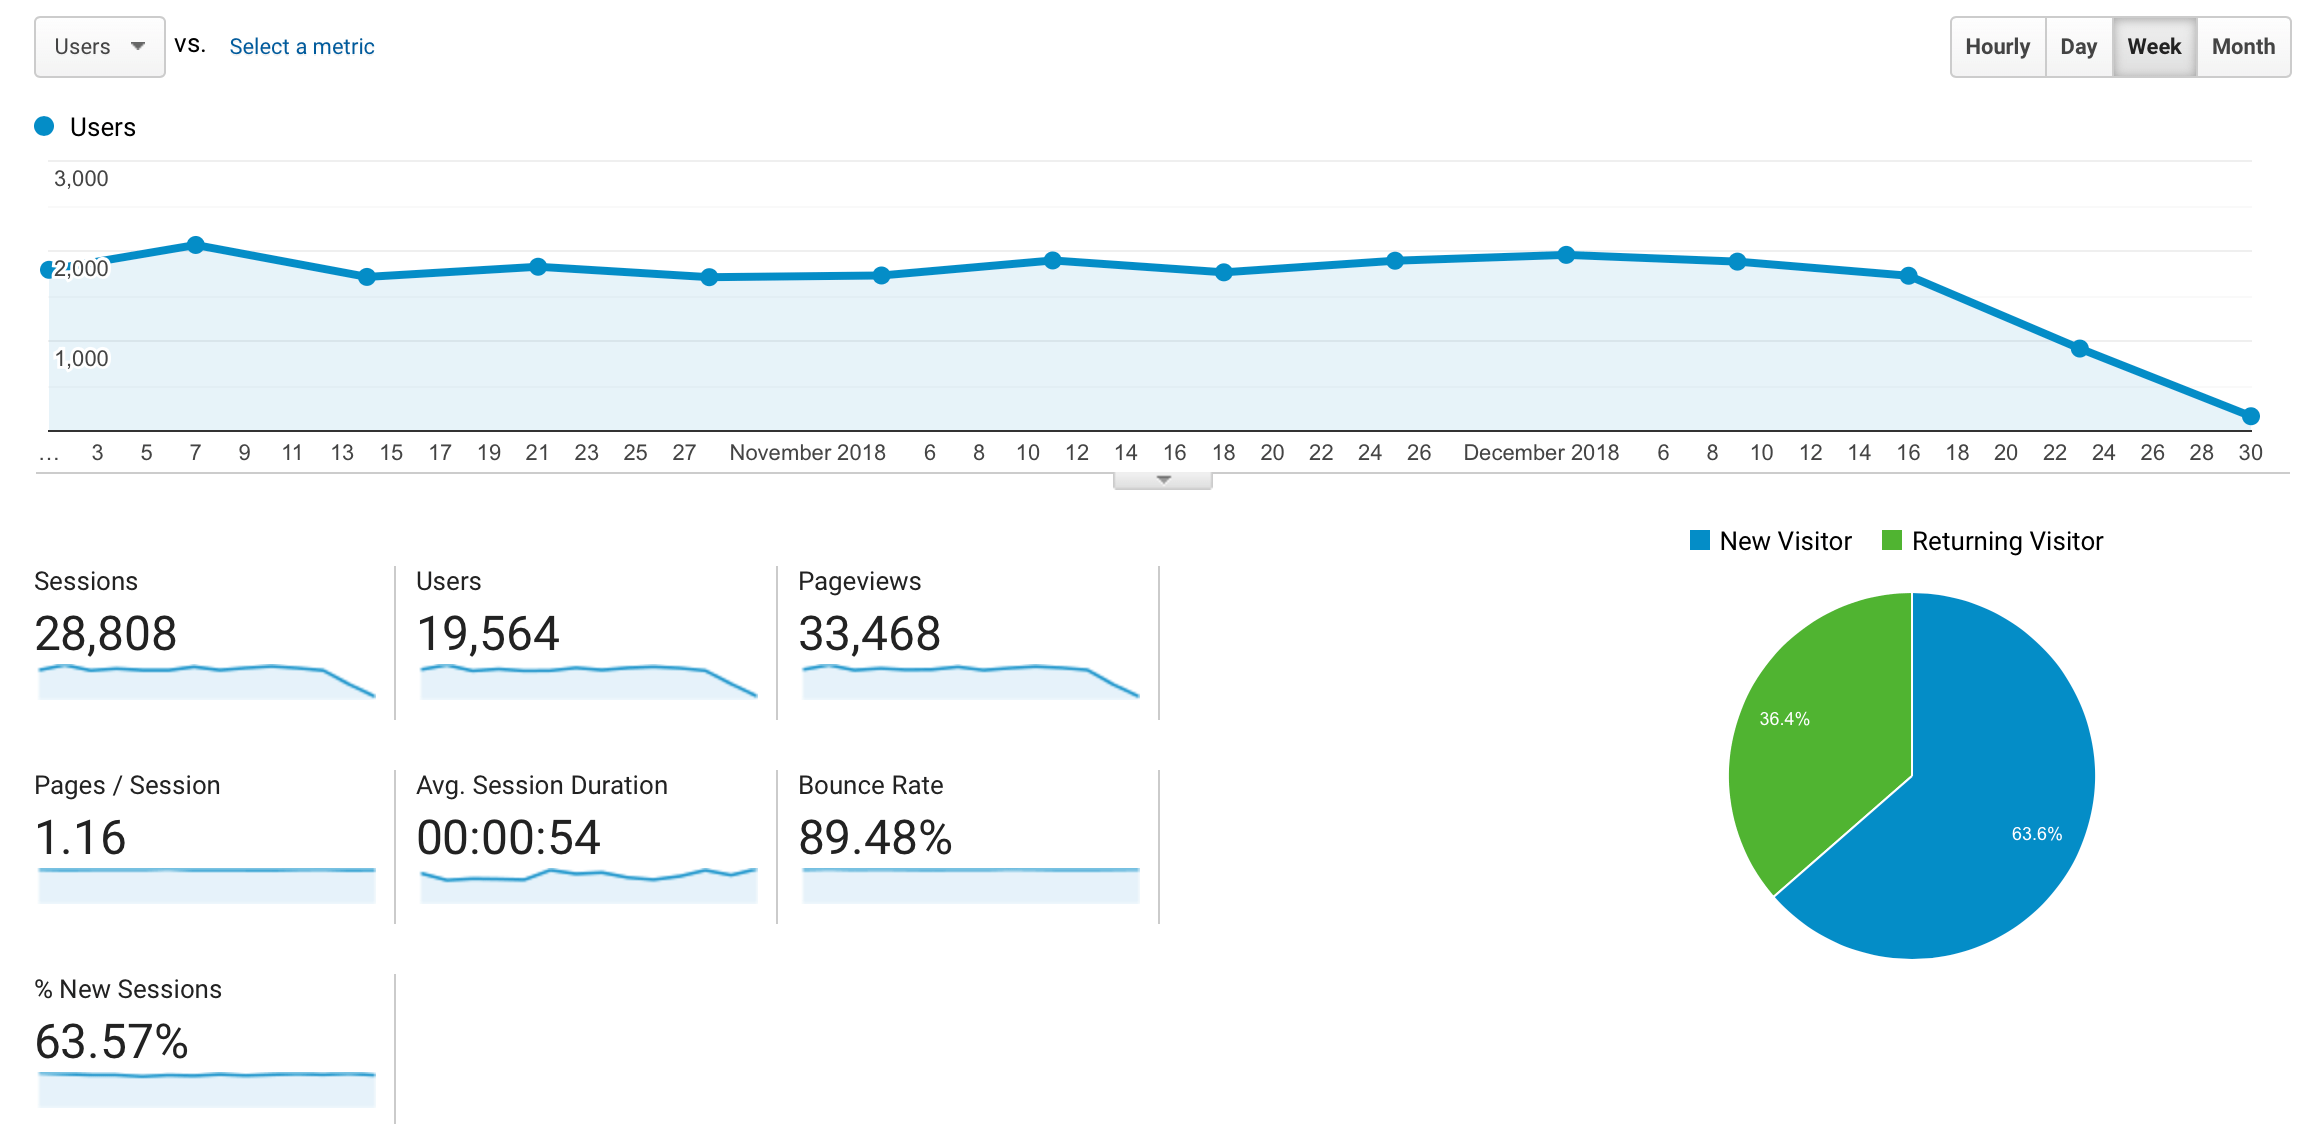 Users vs. Select a metric
Hourly Day Week Month
Users
3,000
2,000
1,000
... 3 5 7 9 11 13 15 17 19 21 23 25 27 November 2018 6 8 10 12 14 16 18 20 22 24 26 December 2018 6 8 10 12 14 16 18 20 22 24 26 28 30
New Visitor Returning Visitor
Sessions
28,808
Users
19,564
Pageviews
33,468
36.4%
63.6%
Pages / Session
1.16
Avg. Session Duration
00:00:54
Bounce Rate
89.48%
% New Sessions
63.57%